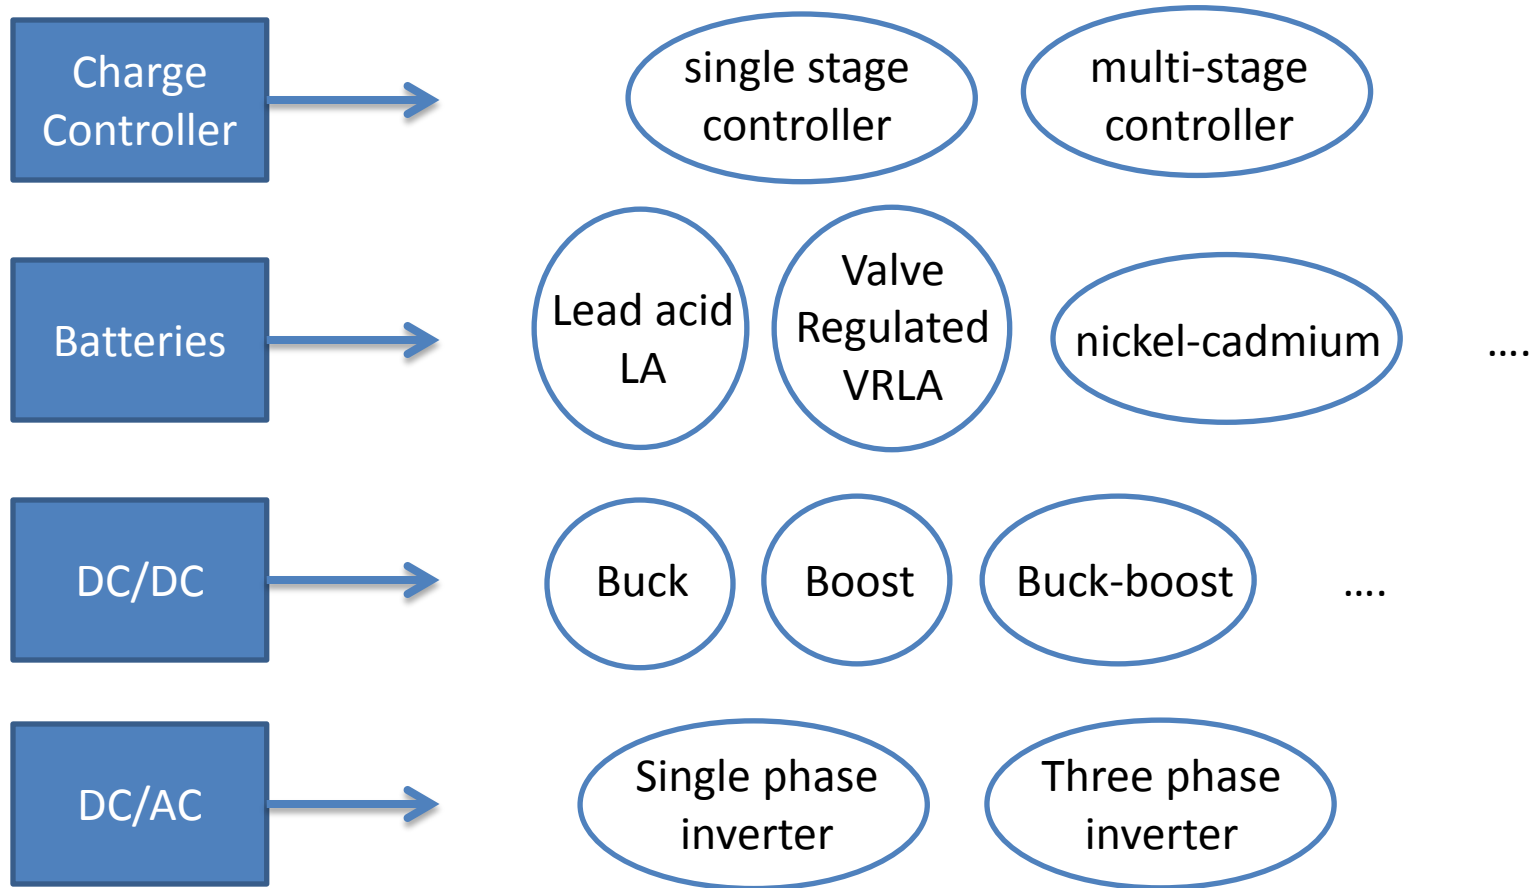 Charge
Controller
single stage
controller
multi-stage
controller
Batteries
Lead acid
LA
Valve
Regulated
VRLA
nickel-cadmium
....
DC/DC
Buck
Boost
Buck-boost
....
DC/AC
Single phase
inverter
Three phase
inverter